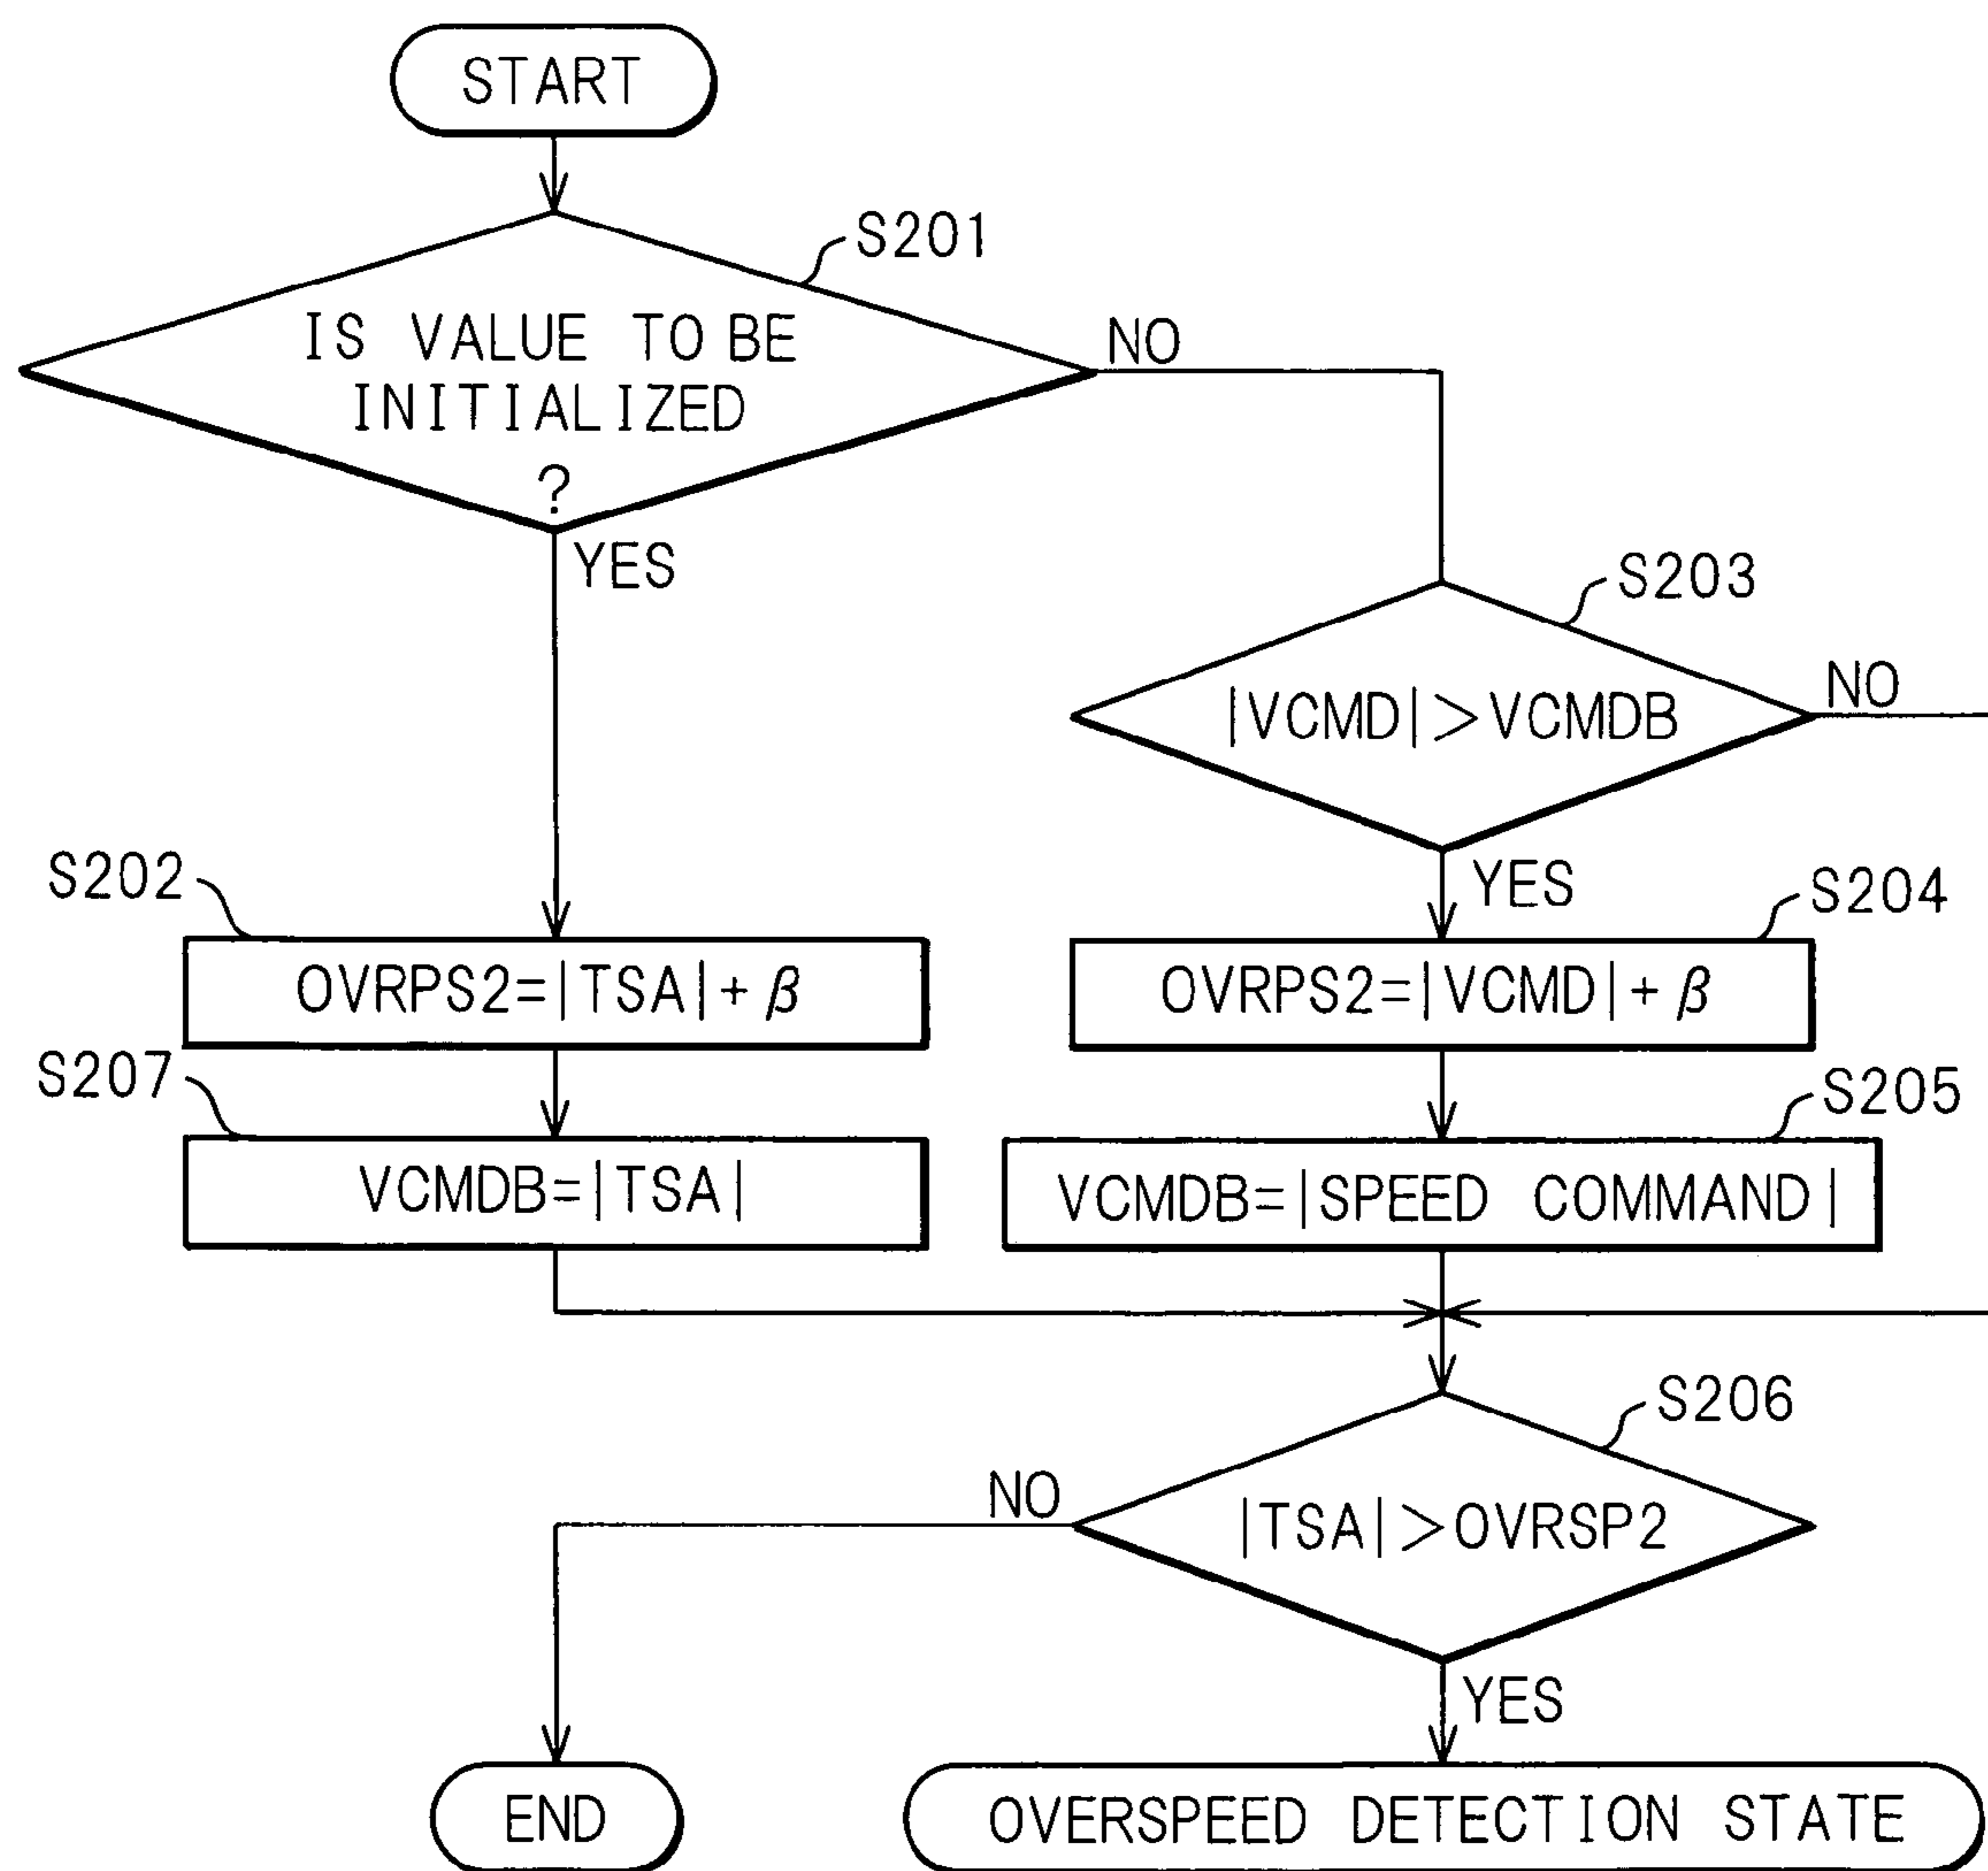 START
S201
IS VALUE TO BE
INITIALIZED
?
NO
YES
S203
|VCMD|>VCMDB
NO
YES
S202
OVRPS2=|TSA|+β
S204
OVRPS2=|VCMD|+β
S207
VCMDB=|TSA|
S205
VCMDB=|SPEED COMMAND|
S206
|TSA|>OVRSP2
NO
YES
END
OVERSPEED DETECTION STATE